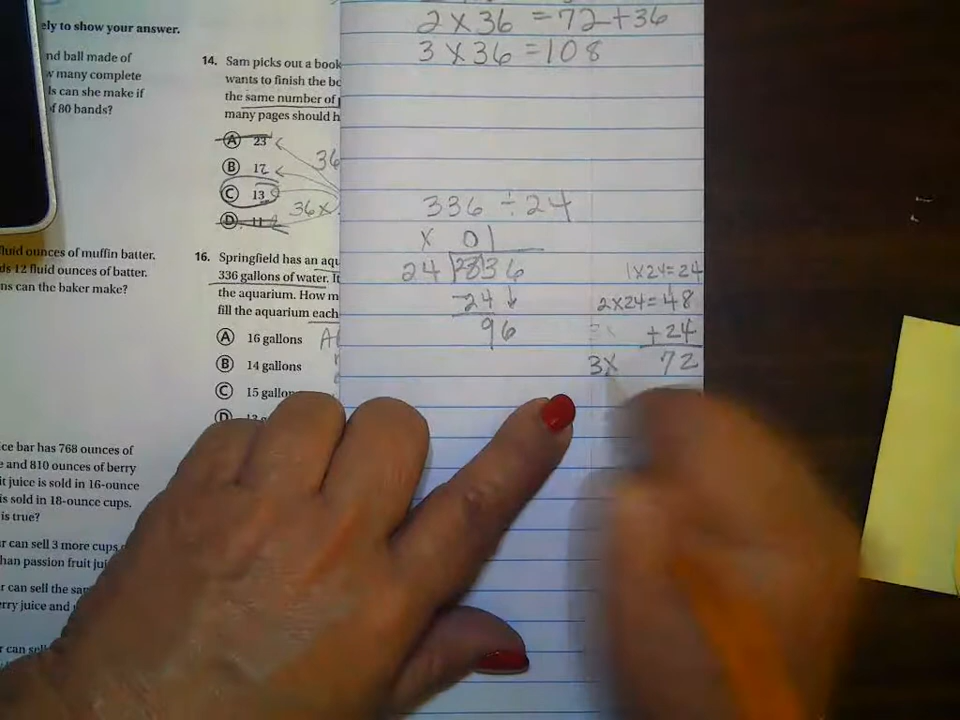 ely to show your answer.
nd ball made of
w many complete
ls can she make if
of 80 bands?
fluid ounces of muffin batter.
ds 12 fluid ounces of batter.
ns can the baker make?
ice bar has 768 ounces of
e and 810 ounces of berry
it juice is sold in 16-ounce
is sold in 18-ounce cups.
is true?
r can sell 3 more cups
han passion fruit jui
r can sell the sa
rry juice and
r can sell
14. Sam picks out a book
wants to finish the bo
the same number of
many pages should h
A 23
B 12
C 13
D 11
36
36x
16. Springfield has an aqu
336 gallons of water. It
the aquarium. How m
fill the aquarium each
A 16 gallons
B 14 gallons
C 15 gallons
D
2 x 36 = 72 + 36
3 x 36 = 108
336 ÷ 24
x 01
24 336
- 24
96
1x24=24
2x24=48
+24
3x 72